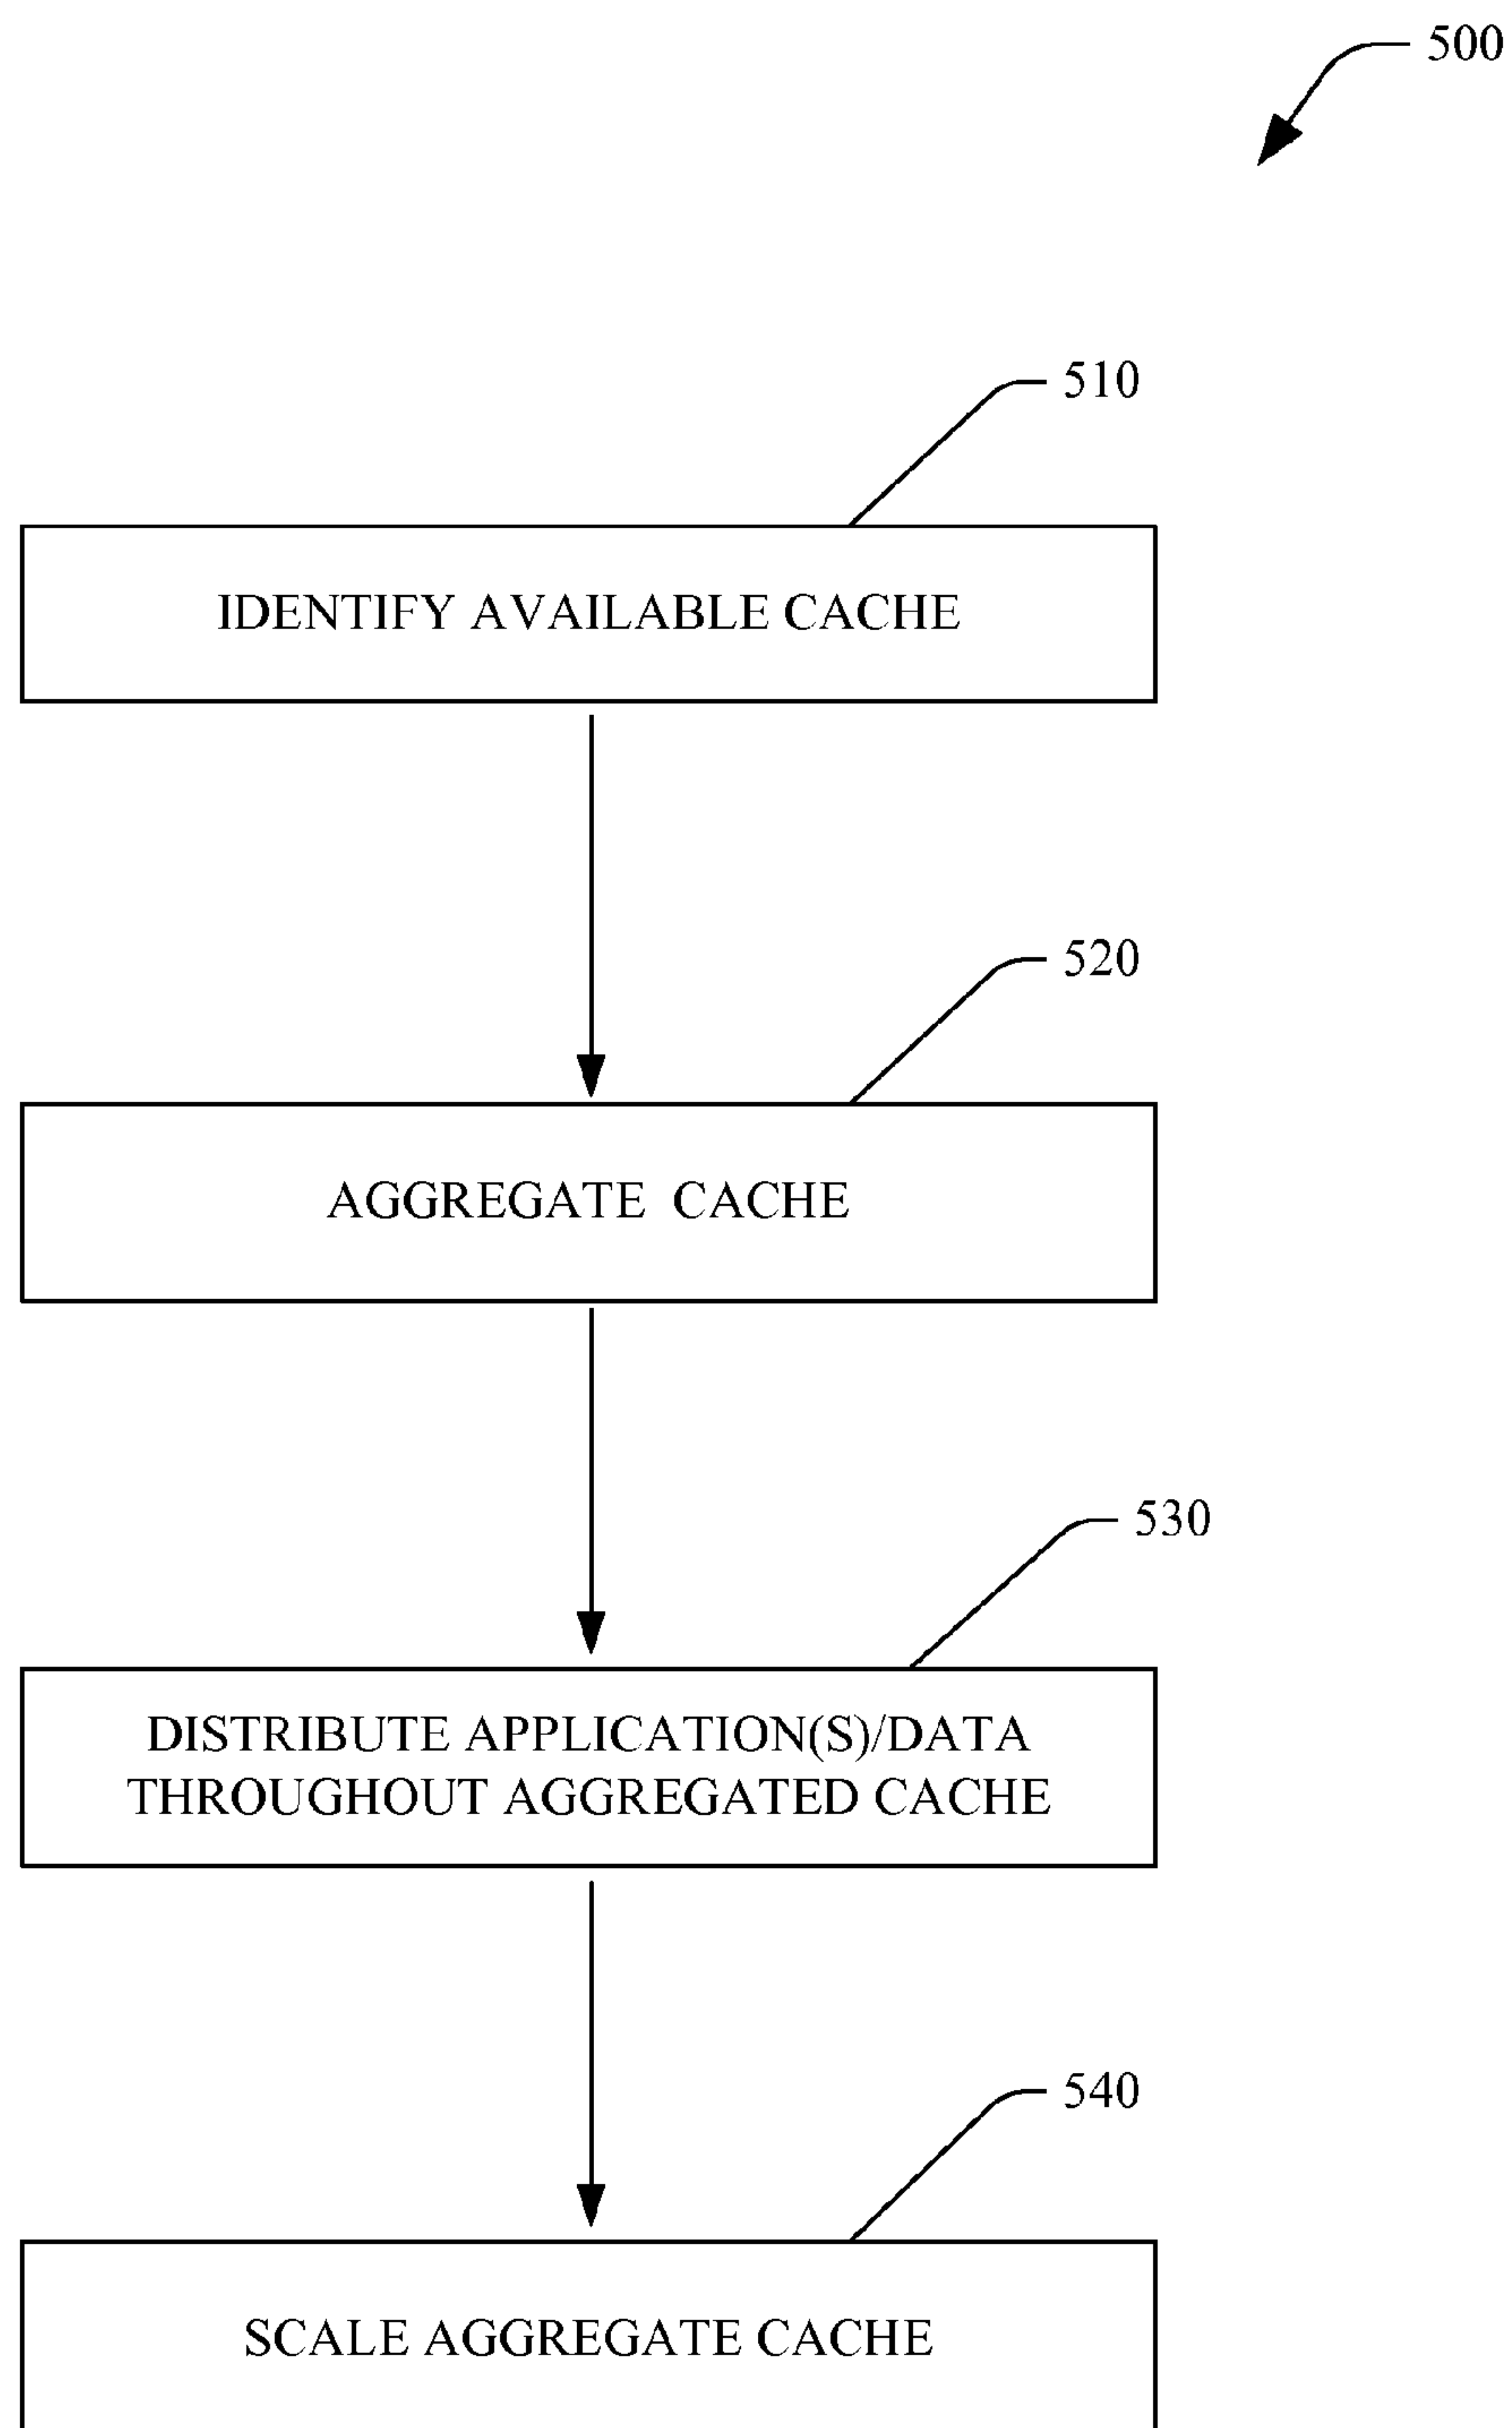 500
510
IDENTIFY AVAILABLE CACHE
520
AGGREGATE CACHE
530
DISTRIBUTE APPLICATION(S)/DATA
THROUGHOUT AGGREGATED CACHE
540
SCALE AGGREGATE CACHE